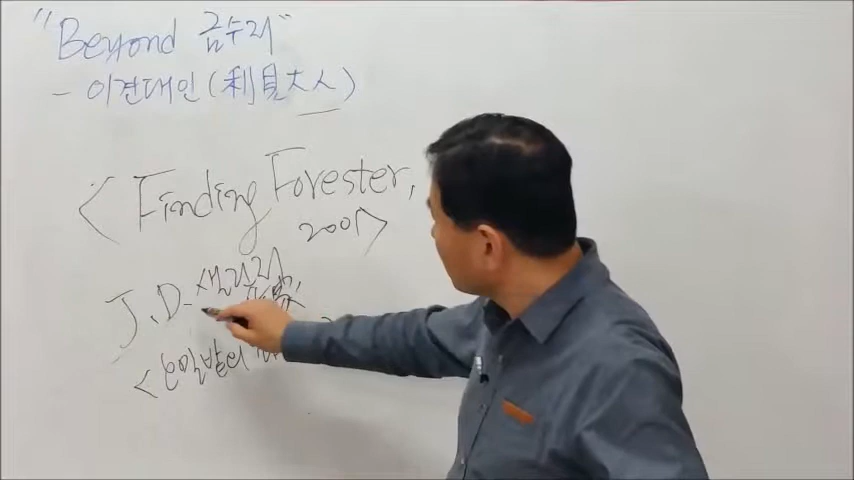 "Beyond 금수저"
- 이견대인(利見大人)
<Finding Forrester,
2001>
J.D. 샐린저
<호밀밭의